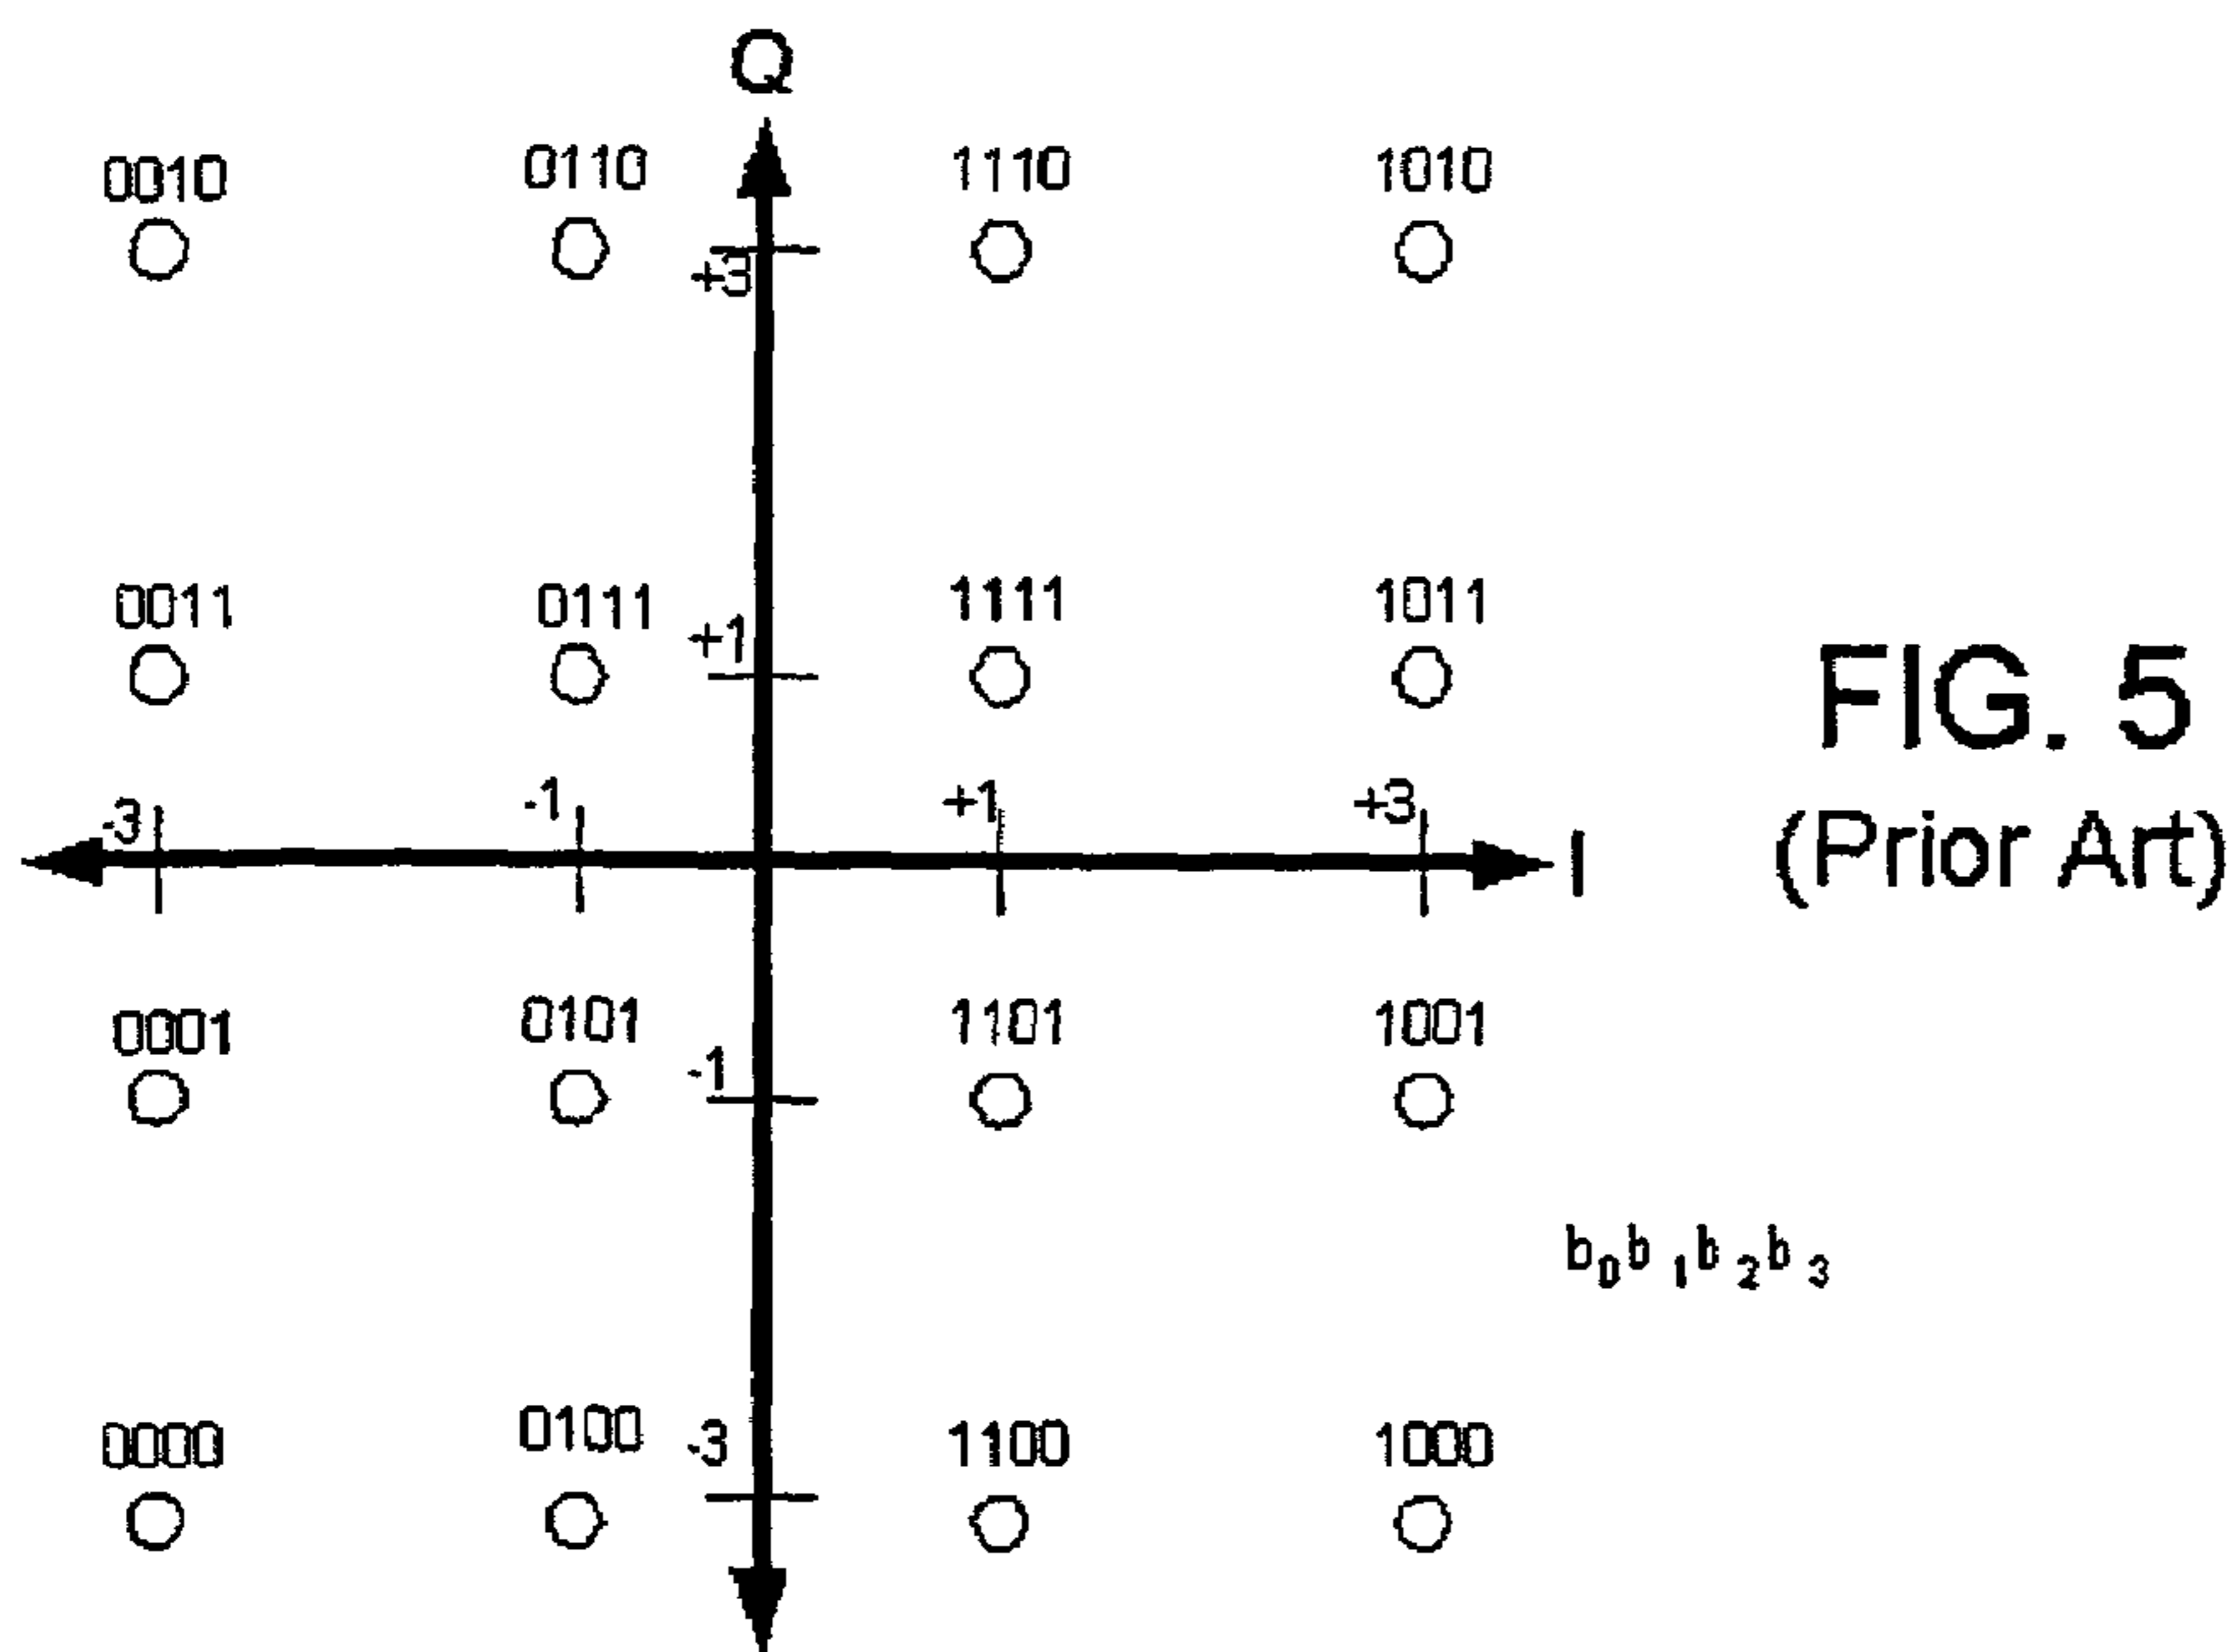 Q
0010 0110 1110 1010
+3
0011 0111 1111 1011
+1
FIG. 5
(Prior Art)
-3 -1 +1 +3
I
0001 0101 1101 1001
-1
b0b1b2b3
0000 0100 1100 1000
-3